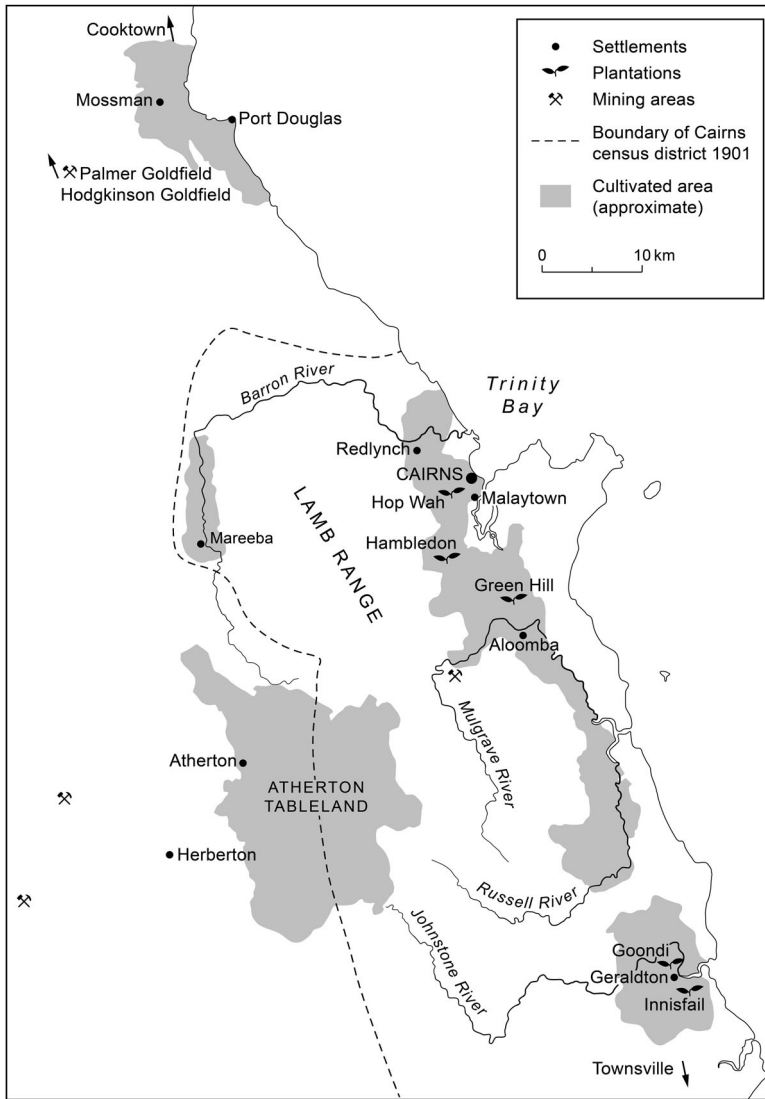 Cooktown
Mossman
Port Douglas
Palmer Goldfield
Hodgkinson Goldfield
Settlements
Plantations
Mining areas
Boundary of Cairns
census district 1901
Cultivated area
(approximate)
0 10 km
Trinity
Bay
Barron River
Redlynch
CAIRNS
Hop Wah
Malaytown
LAMB RANGE
Mareeba
Hambledon
Green Hill
Aloomba
Mulgrave River
Atherton
ATHERTON
TABLELAND
Herberton
Russell River
Johnstone River
Goondi
Geraldton
Innisfail
Townsville